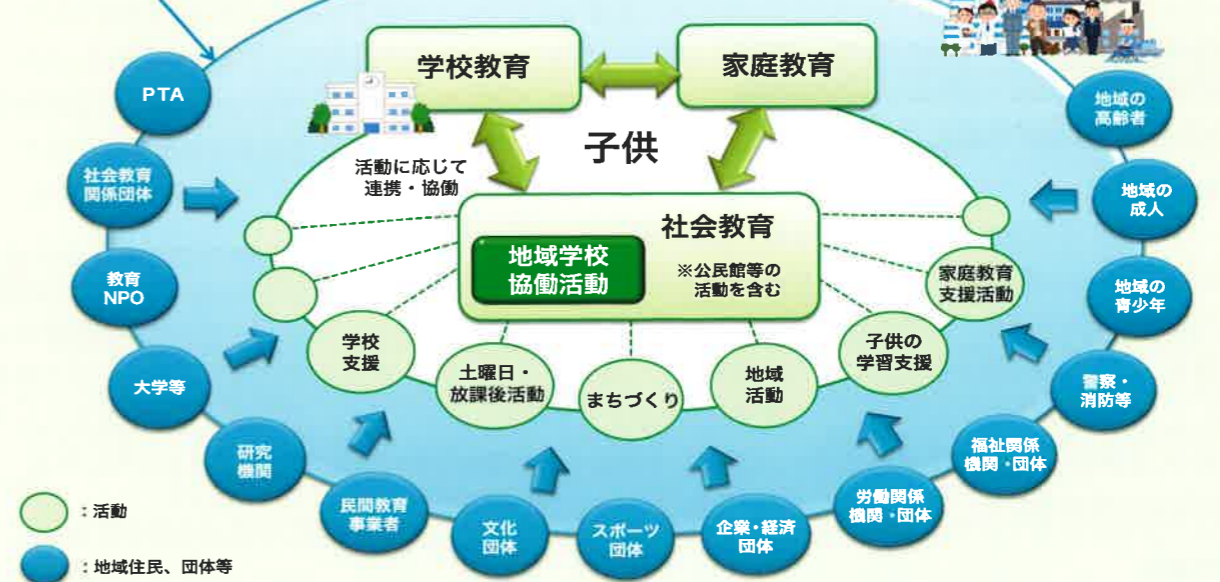 学校教育
家庭教育
子供
活動に応じて
連携・協働
社会教育
地域学校
協働活動
※公民館等の
活動を含む
PTA
社会教育
関係団体
教育
NPO
大学等
研究
機関
民間教育
事業者
文化
団体
スポーツ
団体
企業・経済
団体
労働関係
機関・団体
福祉関係
機関・団体
警察・
消防等
地域の
青少年
地域の
成人
地域の
高齢者
学校
支援
土曜日・
放課後活動
まちづくり
地域
活動
子供の
学習支援
家庭教育
支援活動
：活動
：地域住民、団体等